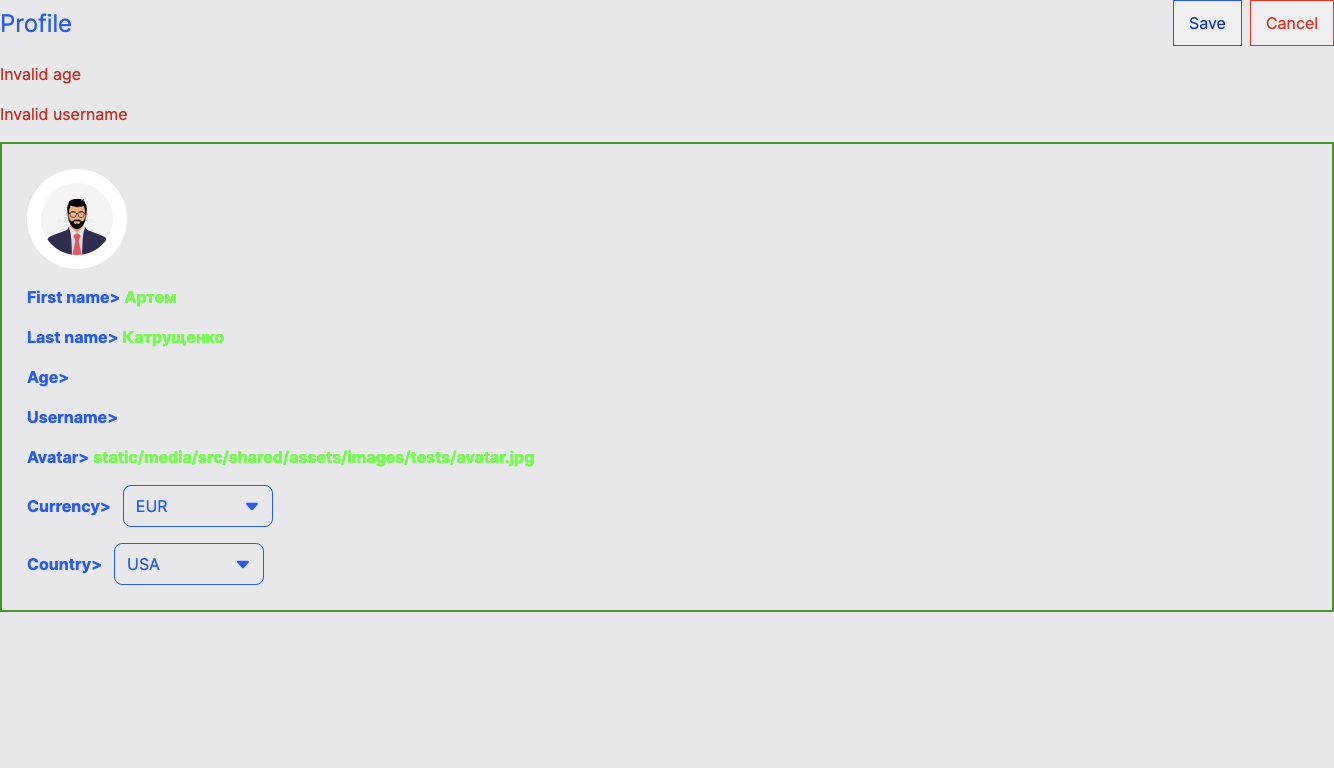 Profile
Save
Cancel
Invalid age
Invalid username
First name> Артем
Last name> Катрущенко
Age>
Username>
Avatar> static/media/src/shared/assets/images/tests/avatar.jpg
Currency> EUR
Country> USA